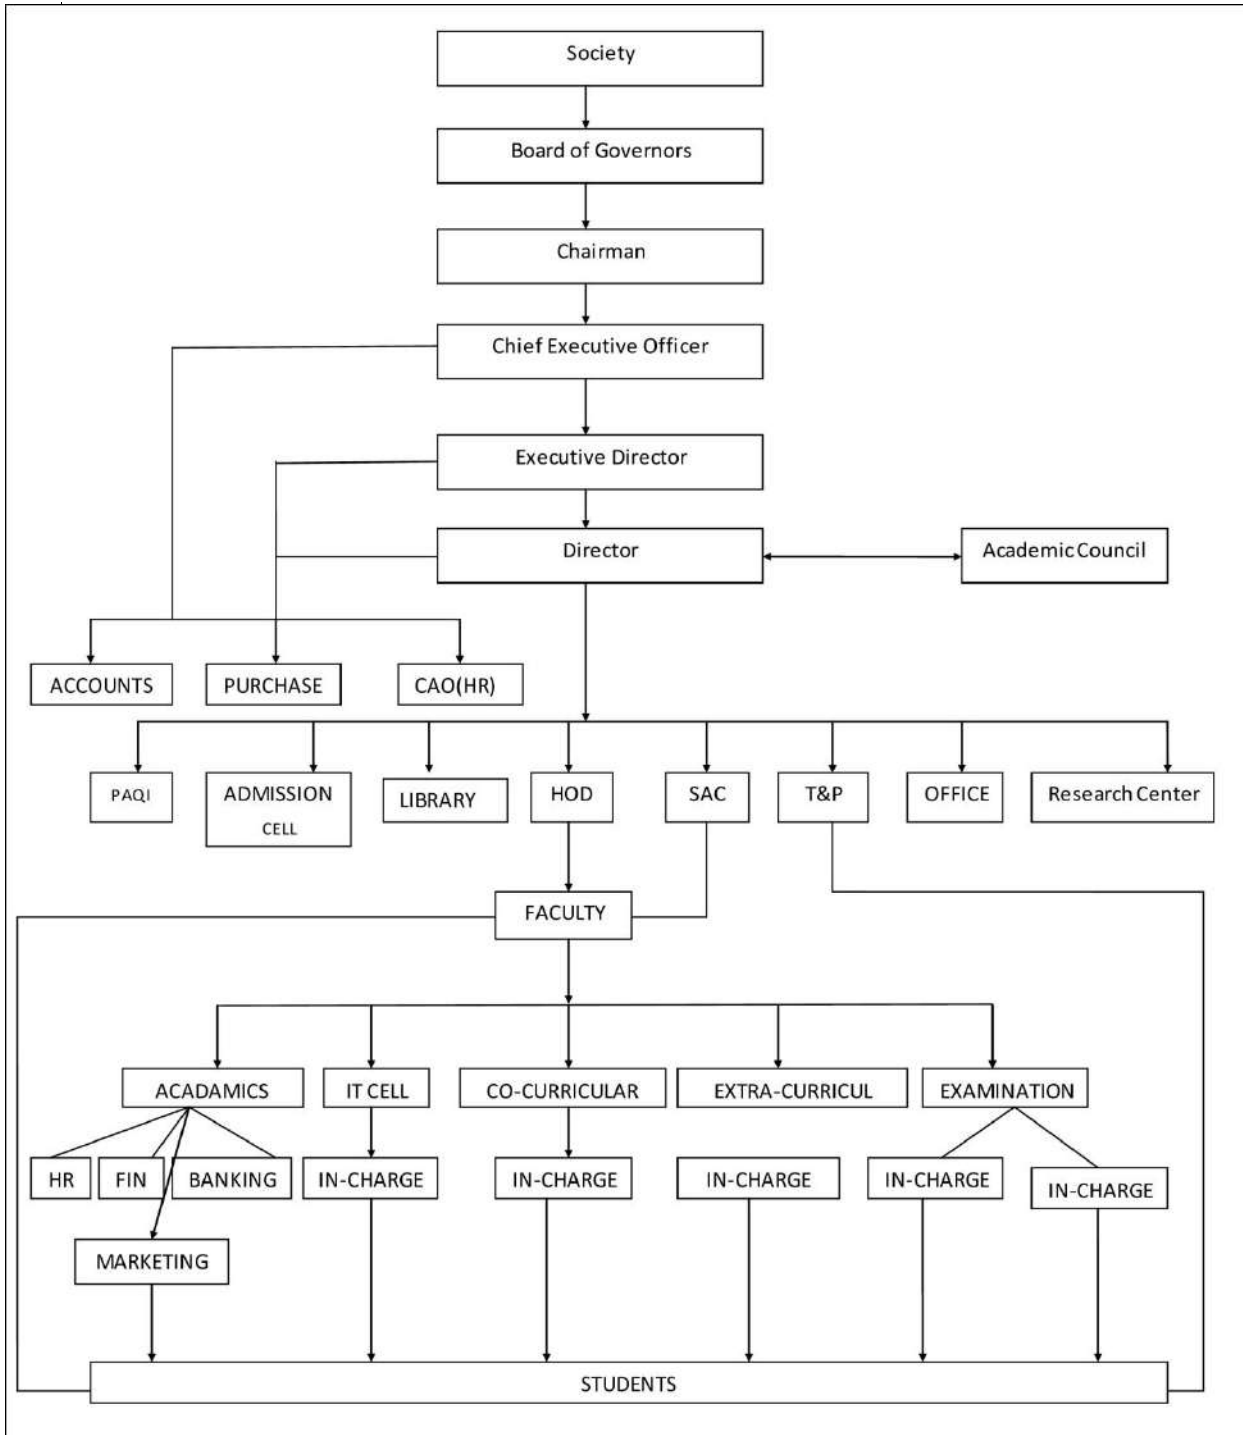 Society
Board of Governors
Chairman
Chief Executive Officer
Executive Director
Director
Academic Council
ACCOUNTS
PURCHASE
CAO(HR)
PAQI
ADMISSION
CELL
LIBRARY
HOD
SAC
T&P
OFFICE
Research Center
FACULTY
ACADAMICS
IT CELL
CO-CURRICULAR
EXTRA-CURRICUL
EXAMINATION
HR
FIN
BANKING
IN-CHARGE
IN-CHARGE
IN-CHARGE
IN-CHARGE
IN-CHARGE
MARKETING
STUDENTS